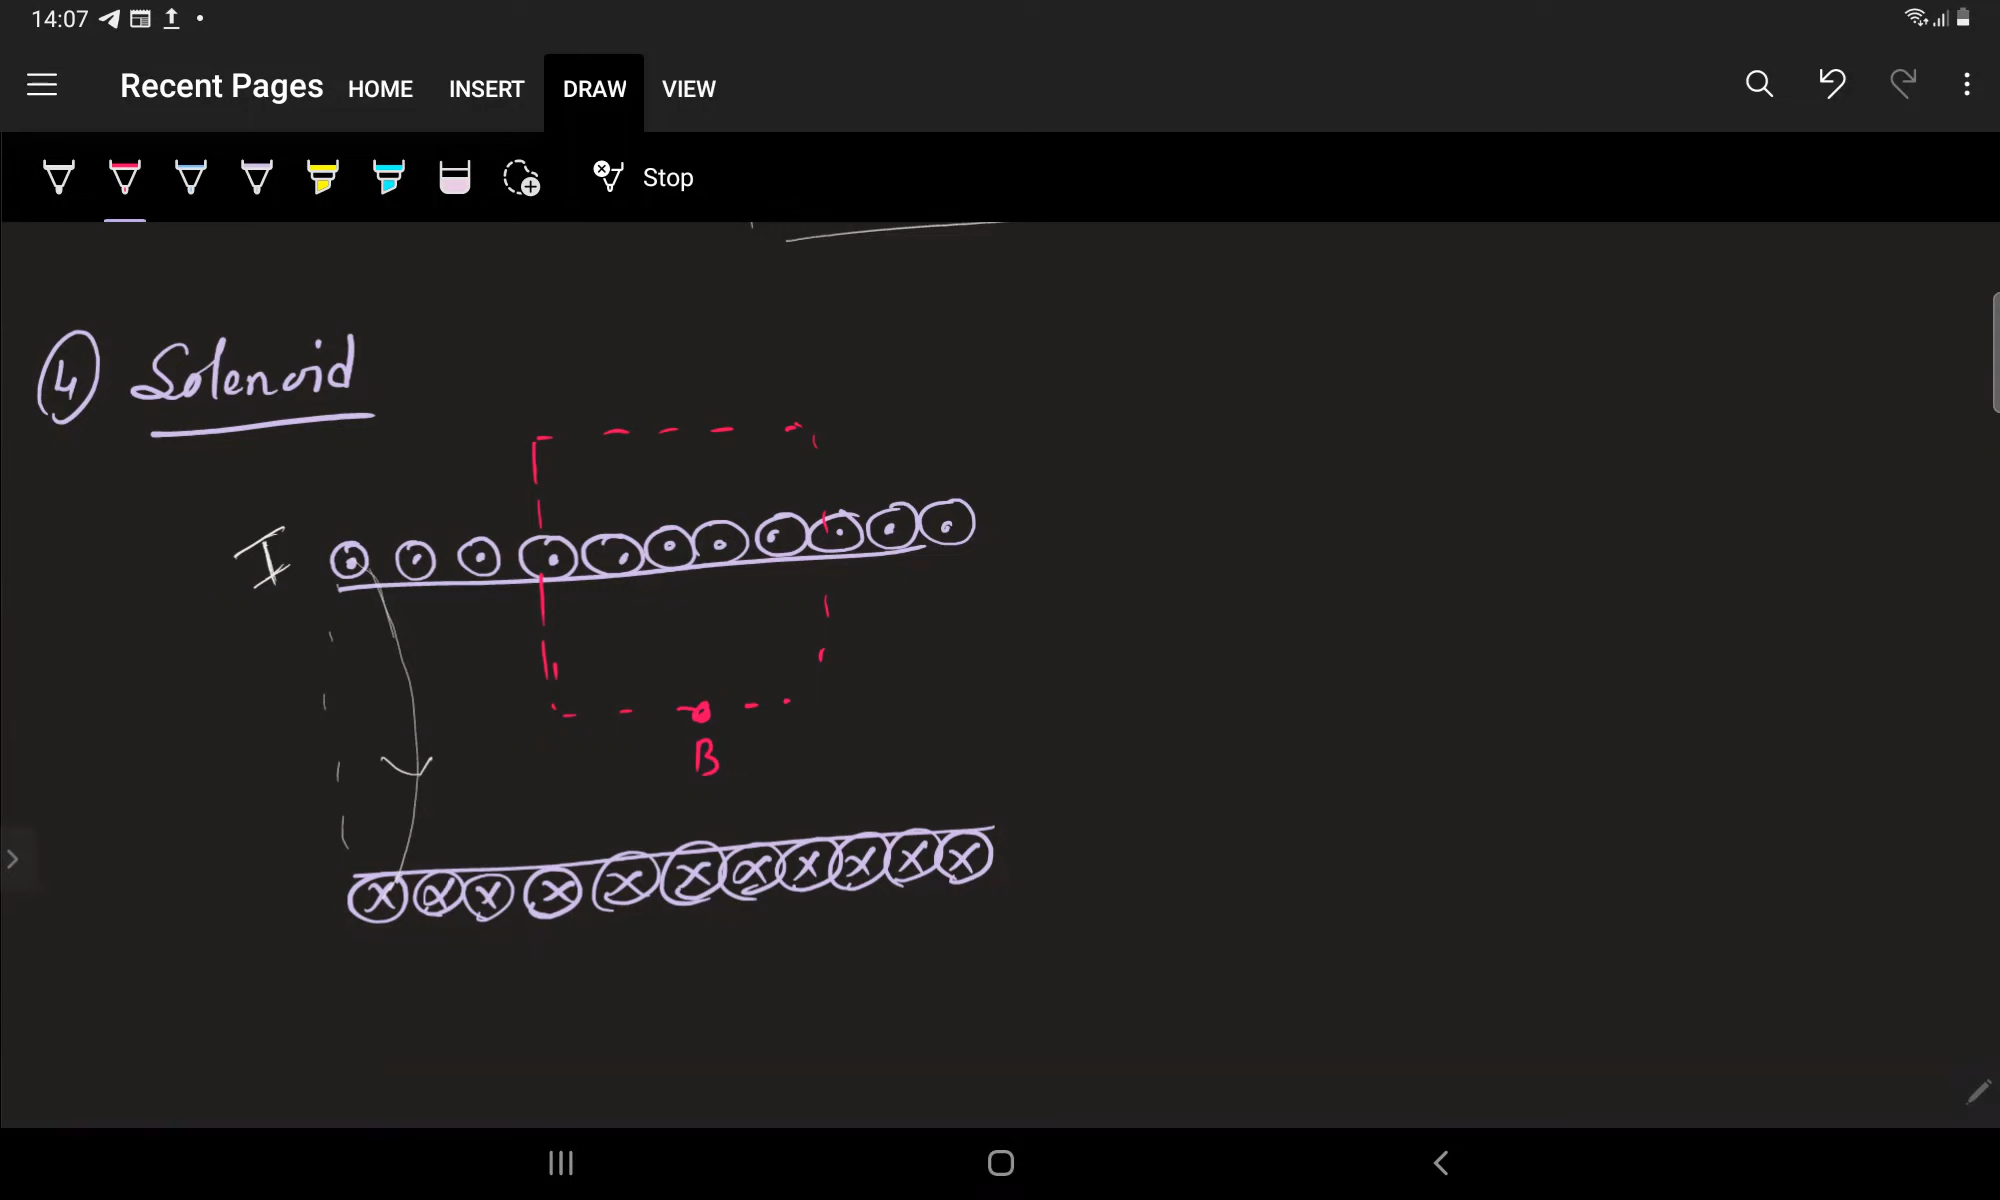 14:07
Recent Pages HOME INSERT DRAW VIEW
Stop
4 Solenoid
I
B